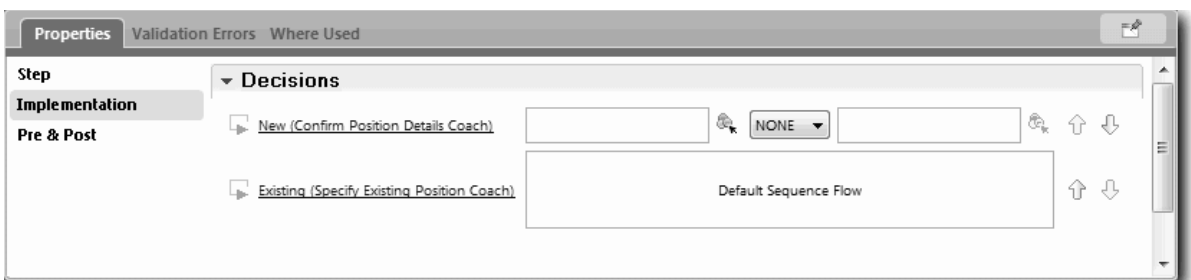 Properties Validation Errors Where Used
Step
Implementation
Pre & Post
Decisions
New (Confirm Position Details Coach) NONE
Existing (Specify Existing Position Coach) Default Sequence Flow